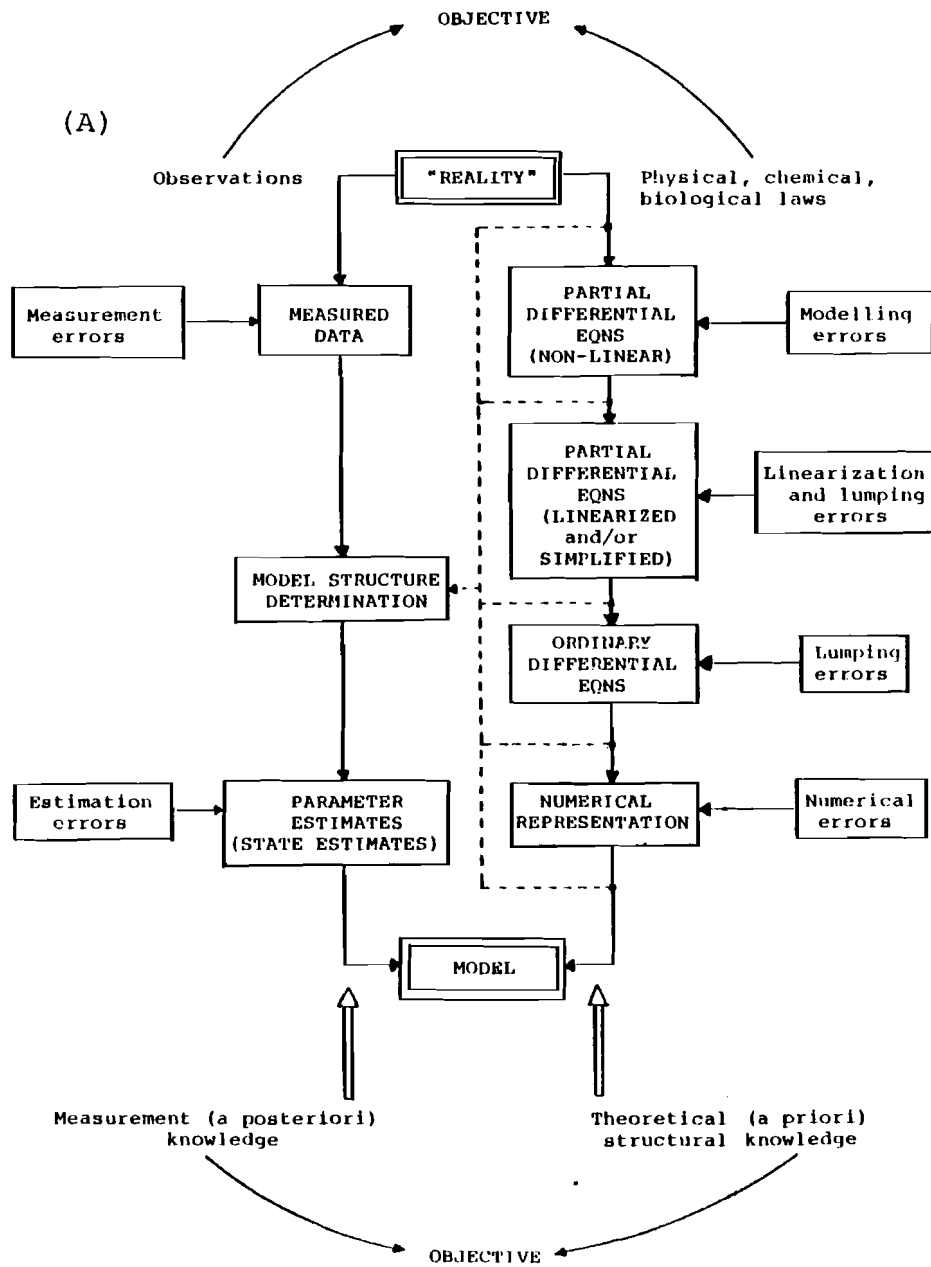 OBJECTIVE
(A)
Observations
"REALITY"
Physical, chemical,
biological laws
Measurement
errors
MEASURED
DATA
PARTIAL
DIFFERENTIAL
EQNS
(NON-LINEAR)
Modelling
errors
PARTIAL
DIFFERENTIAL
EQNS
(LINEARIZED
and/or
SIMPLIFIED)
Linearization
and lumping
errors
MODEL STRUCTURE
DETERMINATION
ORDINARY
DIFFERENTIAL
EQNS
Lumping
errors
Estimation
errors
PARAMETER
ESTIMATES
(STATE ESTIMATES)
NUMERICAL
REPRESENTATION
Numerical
errors
MODEL
Measurement (a posteriori)
knowledge
Theoretical (a priori)
structural knowledge
OBJECTIVE